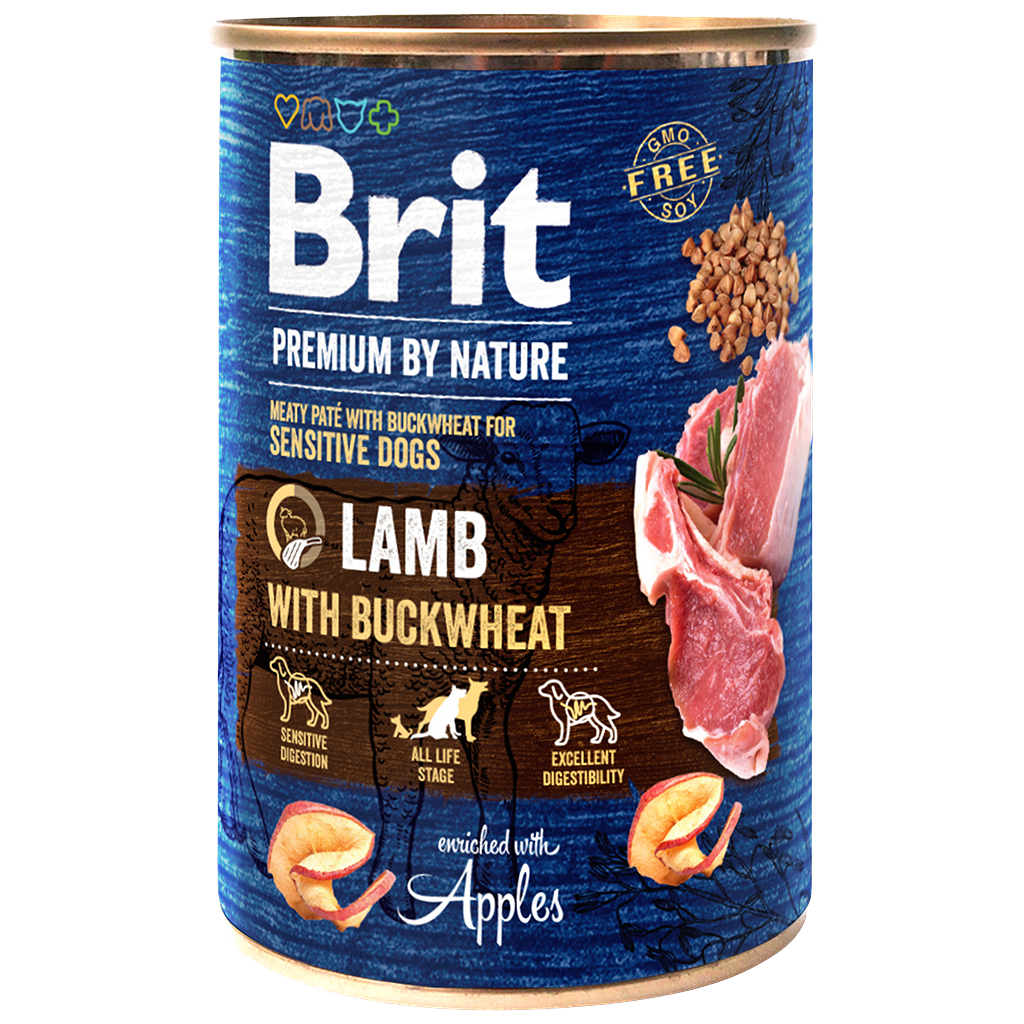 Brit
GMO
FREE
SOY
PREMIUM BY NATURE
MEATY PATÉ WITH BUCKWHEAT FOR
SENSITIVE DOGS
LAMB
WITH BUCKWHEAT
SENSITIVE
DIGESTION
ALL LIFE
STAGE
EXCELLENT
DIGESTIBILITY
enriched with
Apples